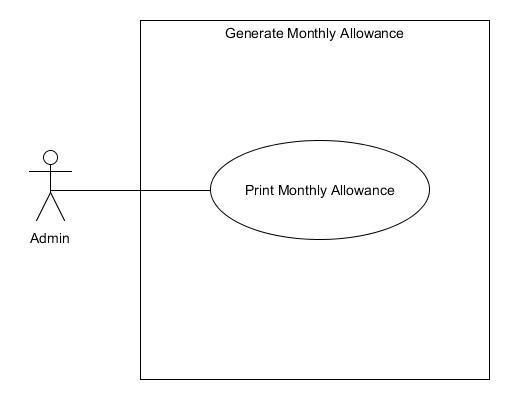 Generate Monthly Allowance
Print Monthly Allowance
Admin